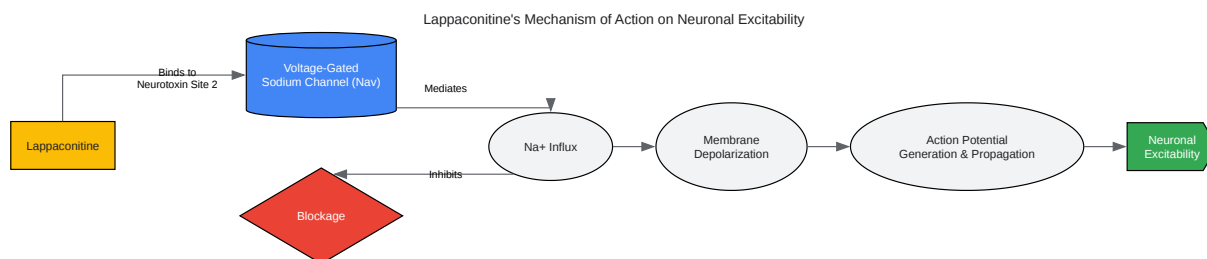 Lappaconitine's Mechanism of Action on Neuronal Excitability
Binds to
Neurotoxin Site 2
Voltage-Gated
Sodium Channel (Nav)
Mediates
Lappaconitine
Na+ Influx
Membrane
Depolarization
Action Potential
Generation & Propagation
Neuronal
Excitability
Inhibits
Blockage